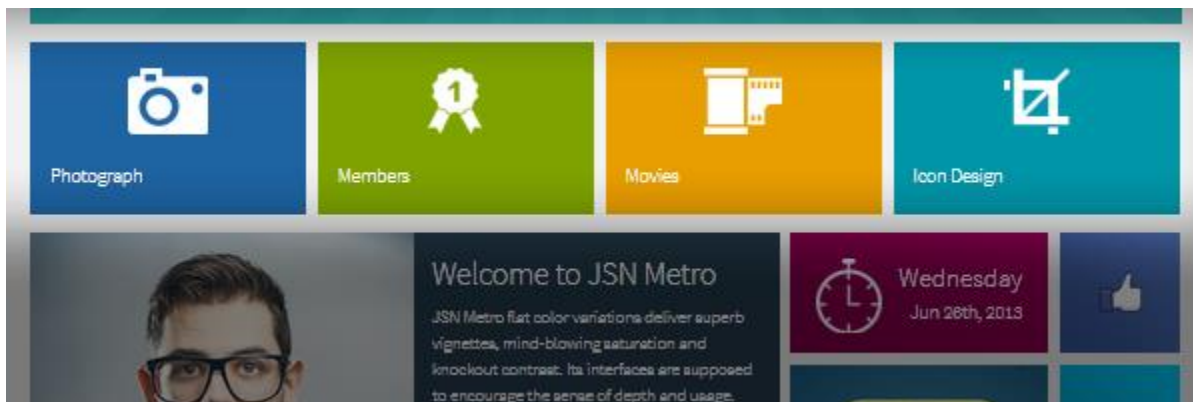 1
Photograph
Members
Movies
Icon Design
Welcome to JSN Metro
JSN Metro flat color variations deliver superb
vignettes, mind-blowing saturation and
knockout contrast. Its interfaces are supposed
to encourage the sense of depth and usage.
Wednesday
Jun 26th, 2013